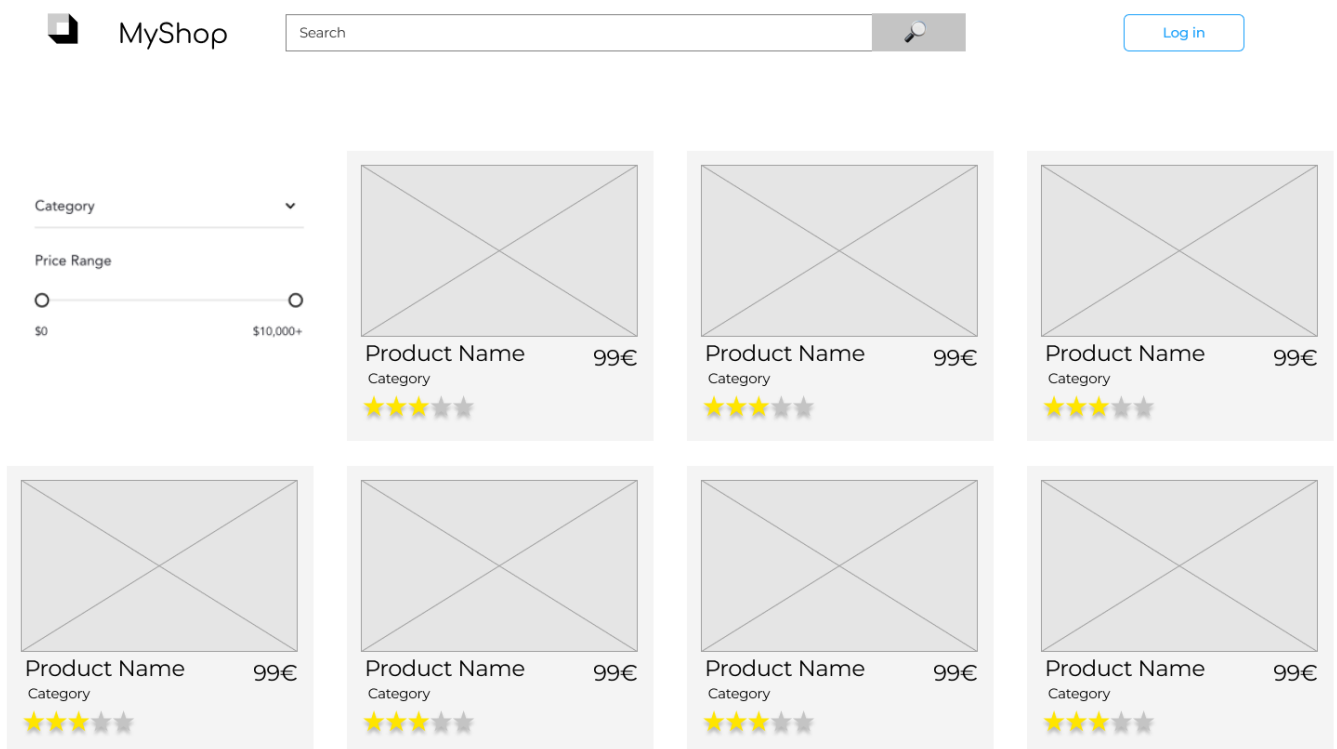 MyShop
Search
Log in
Category
Price Range
$0 $10,000+
Product Name 99€
Category
Product Name 99€
Category
Product Name 99€
Category
Product Name 99€
Category
Product Name 99€
Category
Product Name 99€
Category
Product Name 99€
Category